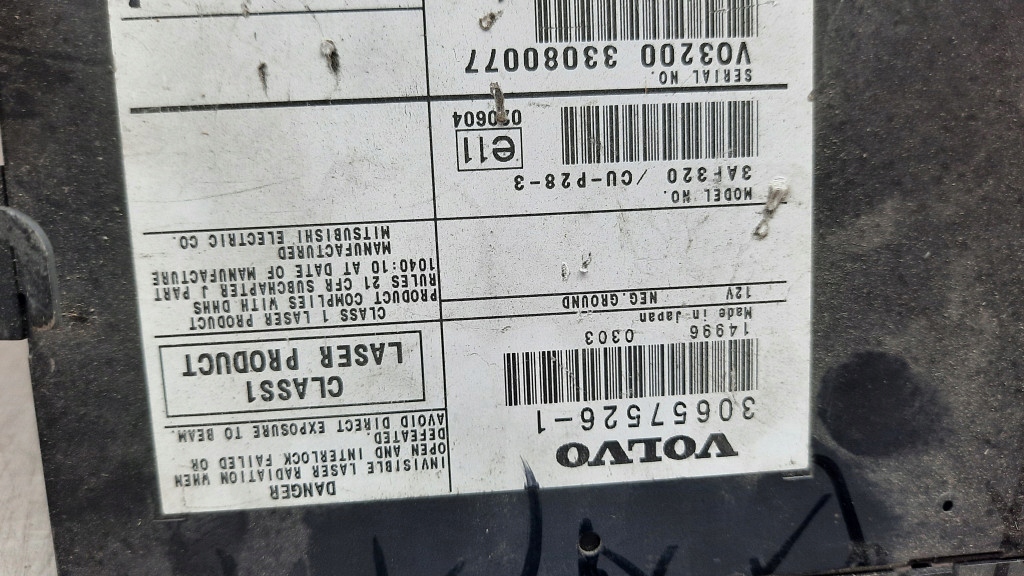 VOLVO
30657526-1
14996 0303
Made in Japan
12V NEG.GROUND
MODEL NO.
3AF320 /CU-P28-3
e11
020604
SERIAL NO.
VO3200 33080077
DANGER
INVISIBLE LASER RADIATION WHEN
OPEN AND INTERLOCK FAILED OR
DEFEATED.
AVOID DIRECT EXPOSURE TO BEAM.
CLASS1
LASER PRODUCT
CLASS 1 LASER PRODUCT
PRODUCT COMPLIES WITH DHHS
RULES 21 CFR SUBCHAPTER J PART
1040:10 AT DATE OF MANUFACTURE
MANUFACTURED
MITSUBISHI ELECTRIC CO.